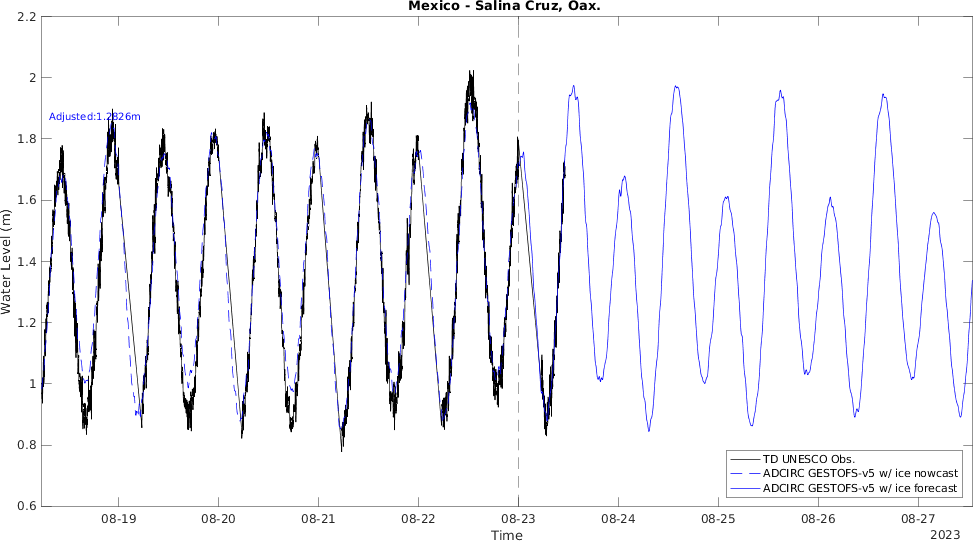 Mexico - Salina Cruz, Oax.
2.2
2
1.8
1.6
1.4
1.2
1
0.8
0.6
Water Level (m)
Adjusted:1.2826m
TD UNESCO Obs.
ADCIRC GESTOFS-v5 w/ ice nowcast
ADCIRC GESTOFS-v5 w/ ice forecast
08-19 08-20 08-21 08-22 08-23 08-24 08-25 08-26 08-27
Time
2023